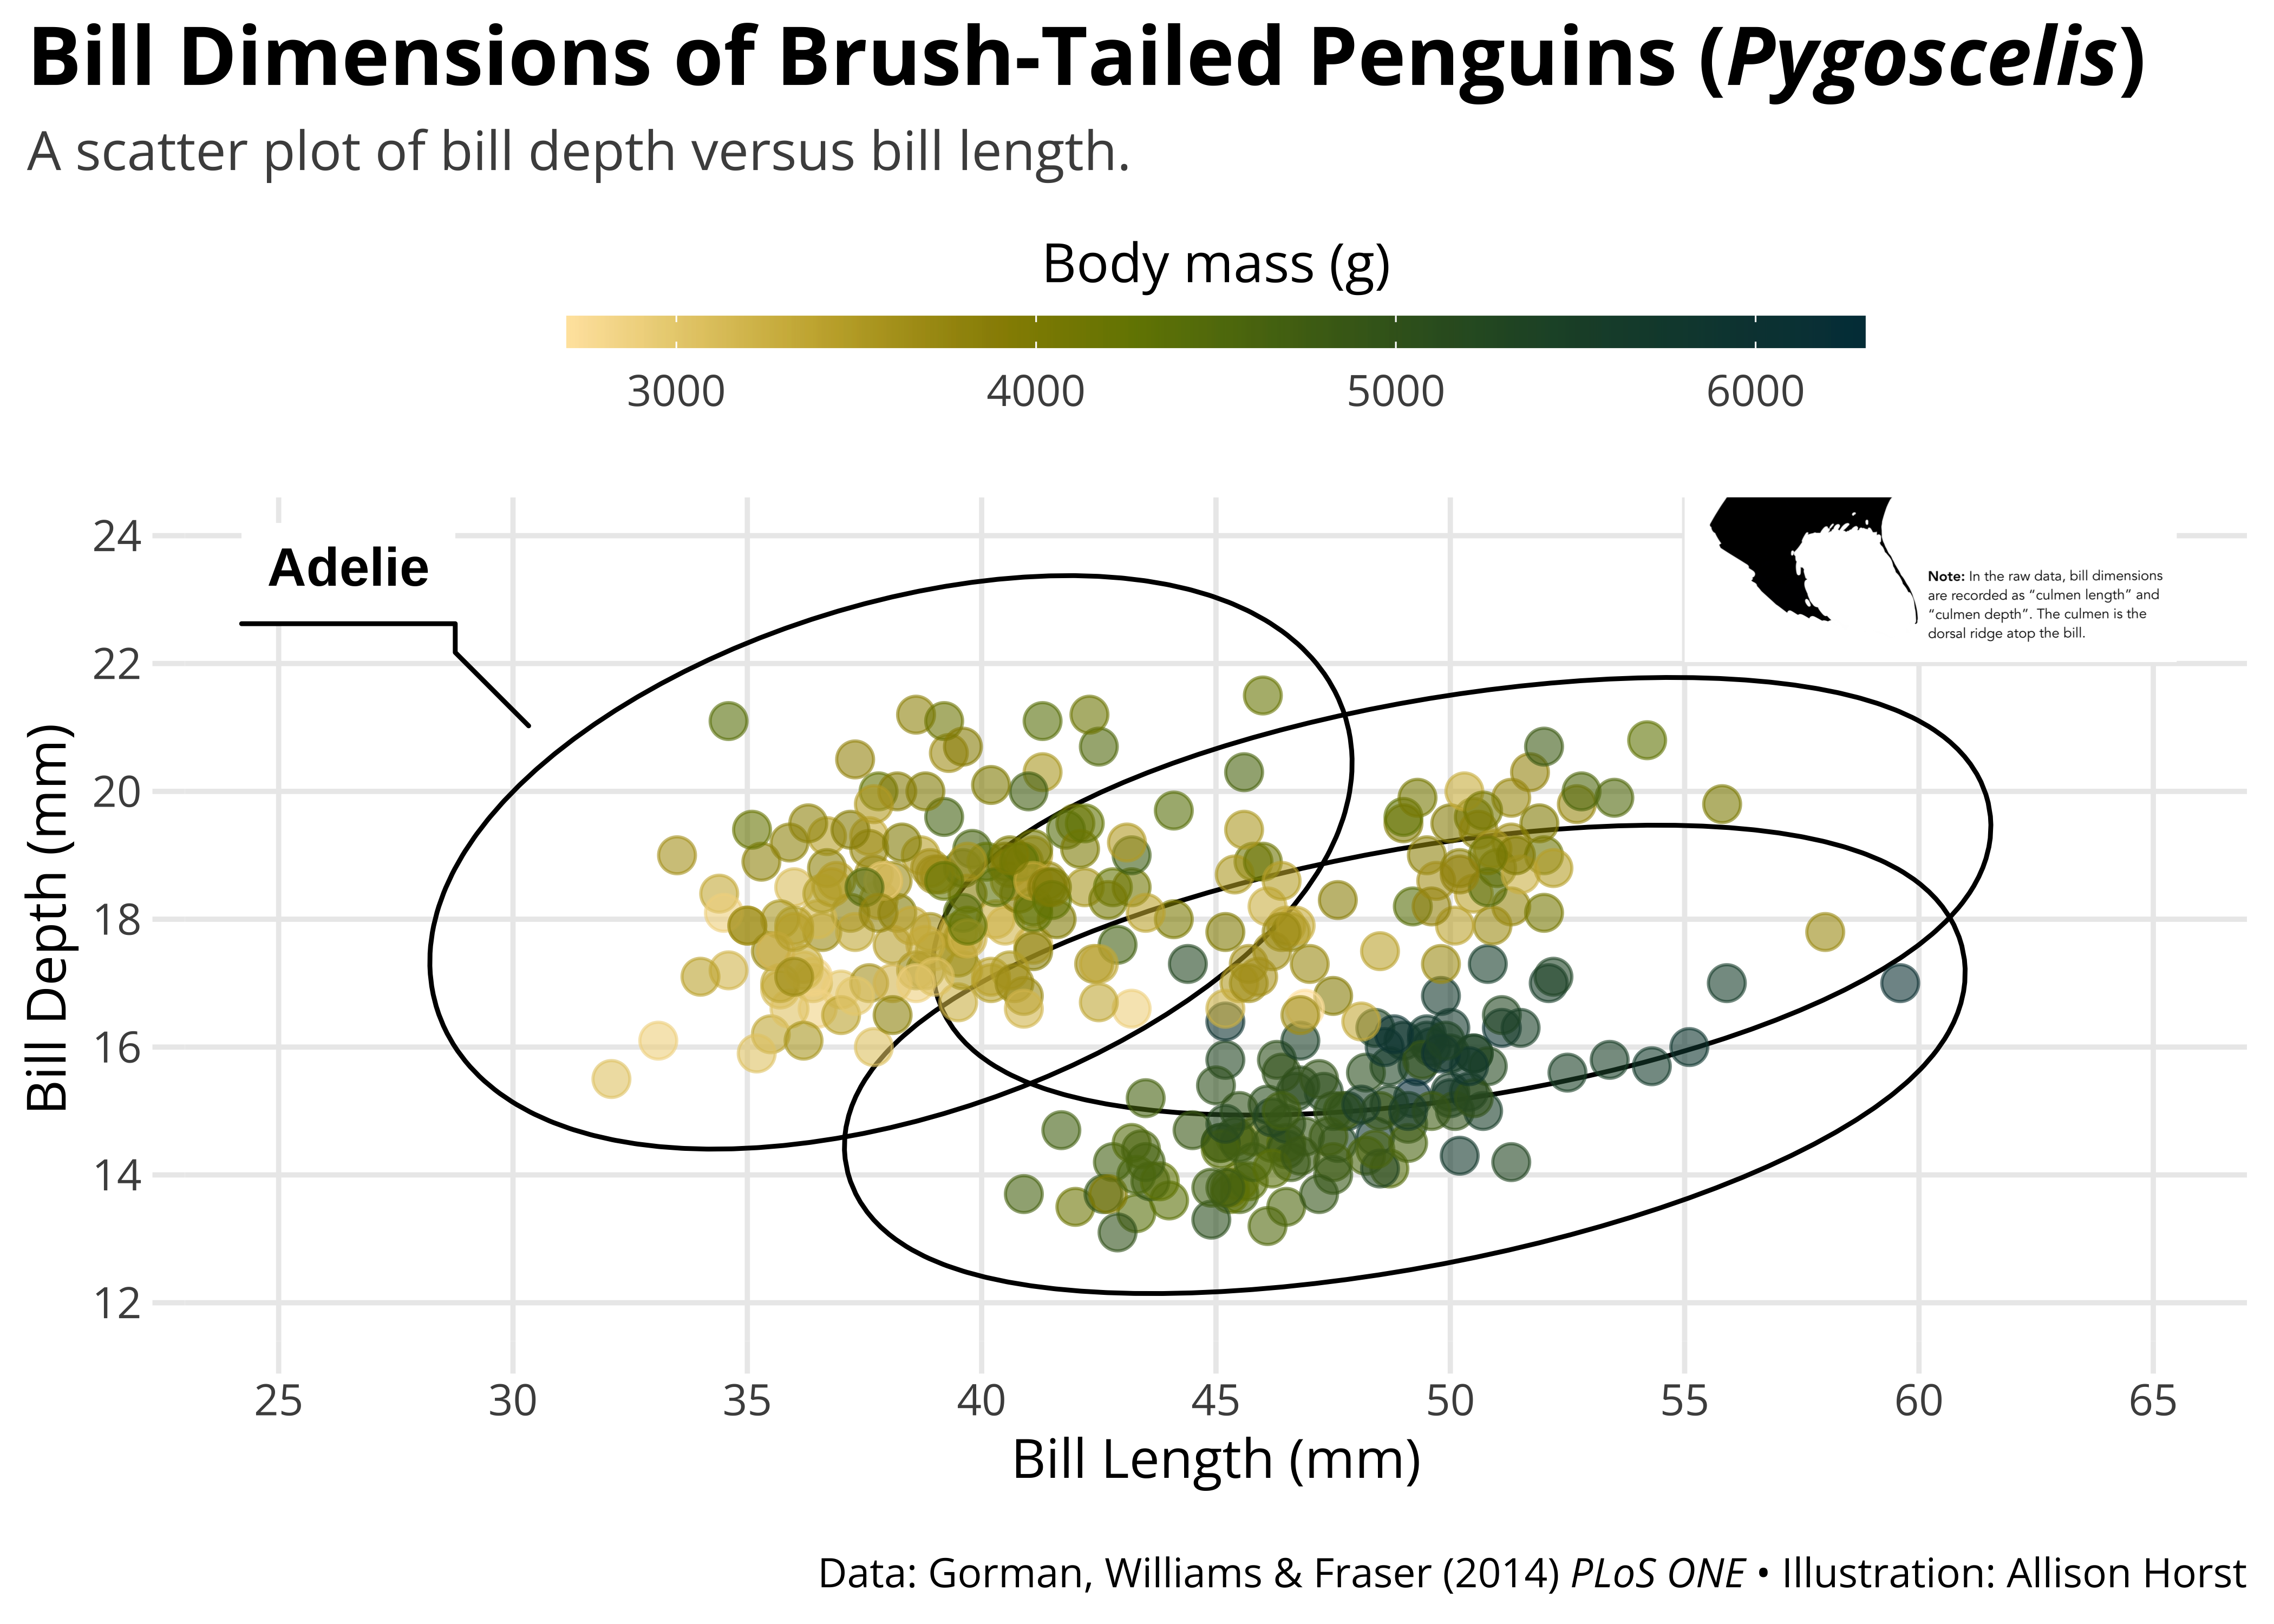 Bill Dimensions of Brush-Tailed Penguins (Pygoscelis)
A scatter plot of bill depth versus bill length.
Body mass (g)
3000 4000 5000 6000
Adelie
Note: In the raw data, bill dimensions
are recorded as “culmen length” and
“culmen depth”. The culmen is the
dorsal ridge atop the bill.
Bill Depth (mm)
24
22
20
18
16
14
12
25 30 35 40 45 50 55 60 65
Bill Length (mm)
Data: Gorman, Williams & Fraser (2014) PLoS ONE • Illustration: Allison Horst